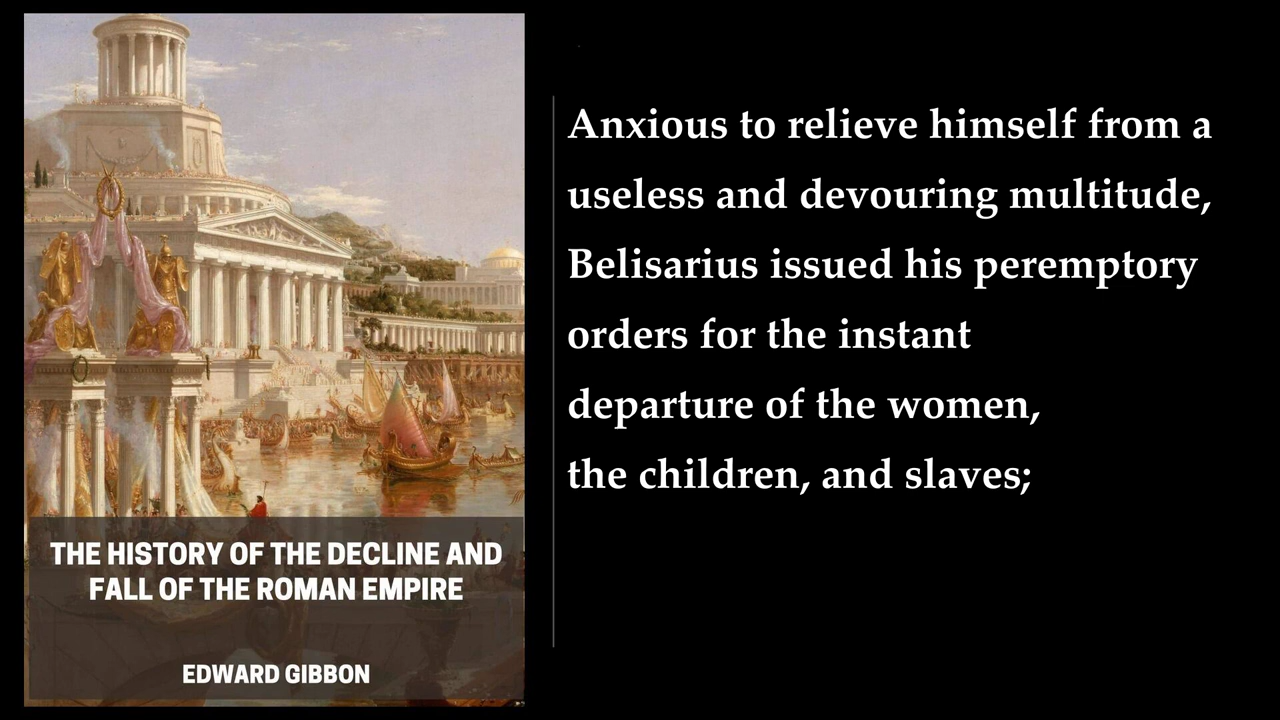 THE HISTORY OF THE DECLINE AND
FALL OF THE ROMAN EMPIRE
EDWARD GIBBON
Anxious to relieve himself from a
useless and devouring multitude,
Belisarius issued his peremptory
orders for the instant
departure of the women,
the children, and slaves;